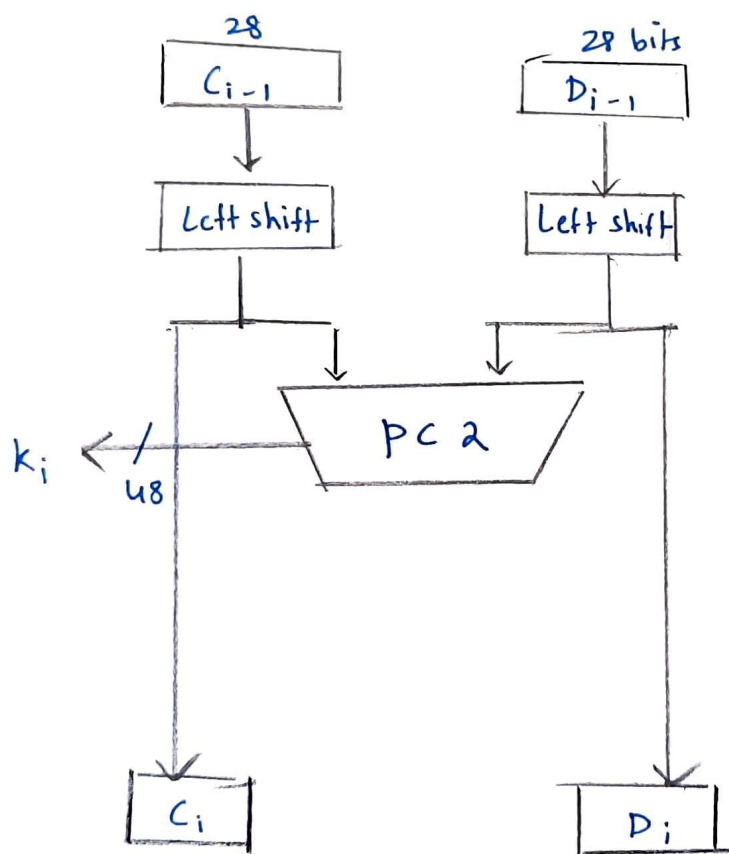 28
28 bits
Ci-1
Di-1
Left shift
Left shift
PC 2
ki
48
Ci
Di